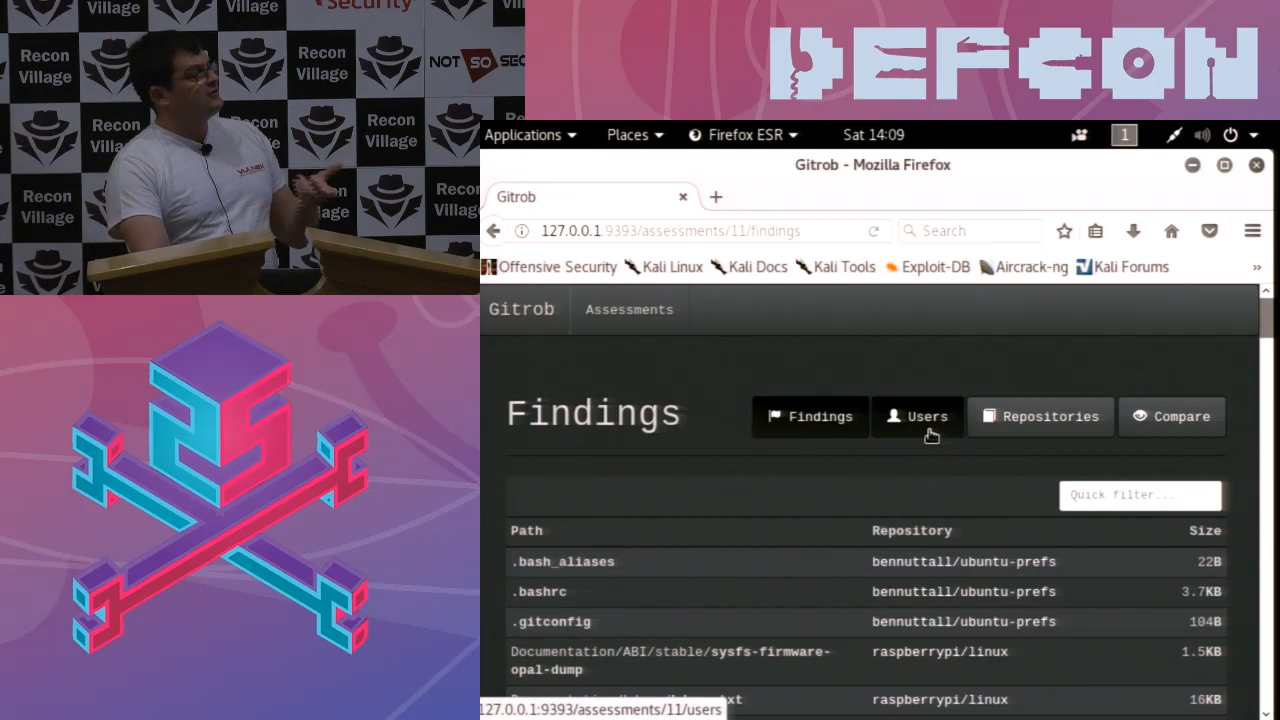 Security
Recon
Village
Recon
Village
NOT SO SEC
Recon
Village
Recon
Village
Recon
Village
Recon
VULNEX
DEFCON
Applications
Places
Firefox ESR
Sat 14:09
1
Gitrob - Mozilla Firefox
Gitrob
127.0.0.1:9393/assessments/11/findings
Search
Offensive Security
Kali Linux
Kali Docs
Kali Tools
Exploit-DB
Aircrack-ng
Kali Forums
»
Gitrob
Assessments
Findings
Findings
Users
Repositories
Compare
Quick filter...
Path Repository Size
.bash_aliases bennuttall/ubuntu-prefs 22B
.bashrc bennuttall/ubuntu-prefs 3.7KB
.gitconfig bennuttall/ubuntu-prefs 104B
Documentation/ABI/stable/sysfs-firmware- raspberrypi/linux 1.5KB
opal-dump
raspberrypi/linux 16KB
127.0.0.1:9393/assessments/11/users